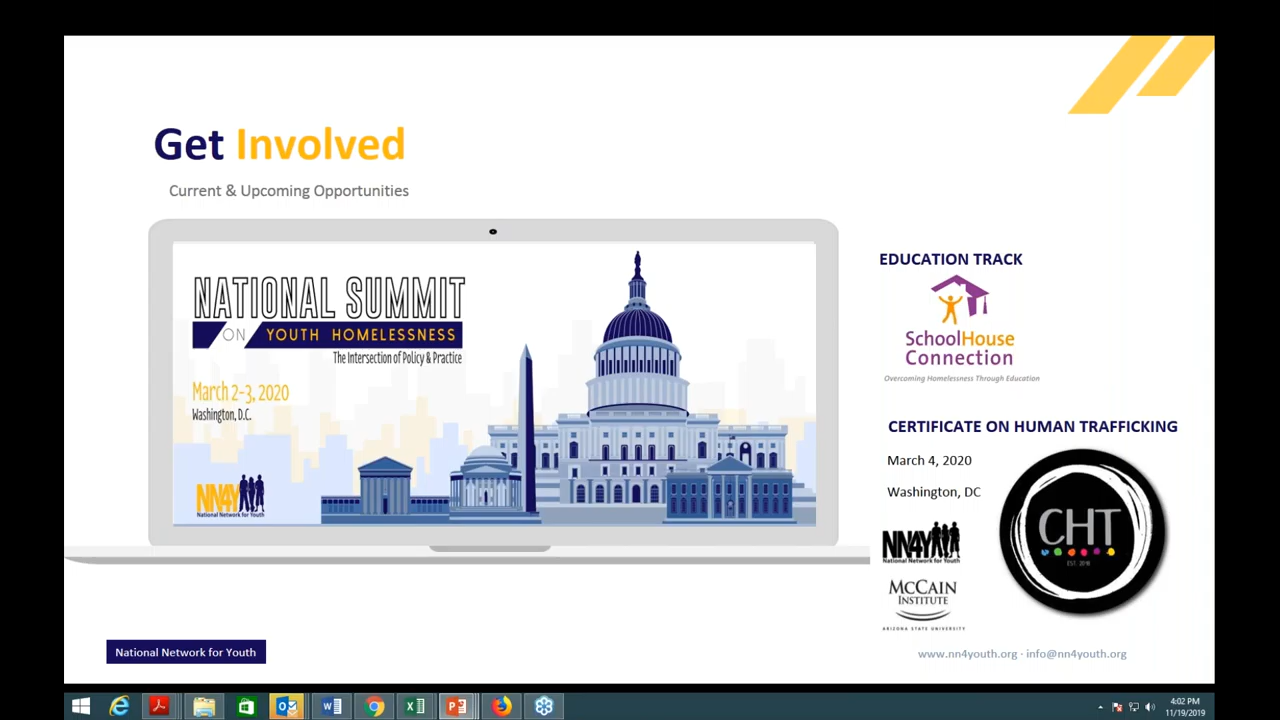 Get Involved
Current & Upcoming Opportunities
NATIONAL SUMMIT
ON YOUTH HOMELESSNESS
The Intersection of Policy & Practice
March 2-3, 2020
Washington, D.C.
NN4Y
National Network for Youth
EDUCATION TRACK
SchoolHouse
Connection
Overcoming Homelessness Through Education
CERTIFICATE ON HUMAN TRAFFICKING
March 4, 2020
Washington, DC
CHT
EST. 2018
NN4Y
National Network for Youth
MCCAIN
INSTITUTE
ARIZONA STATE UNIVERSITY
National Network for Youth
www.nn4youth.org · info@nn4youth.org
4:02 PM
11/19/2019